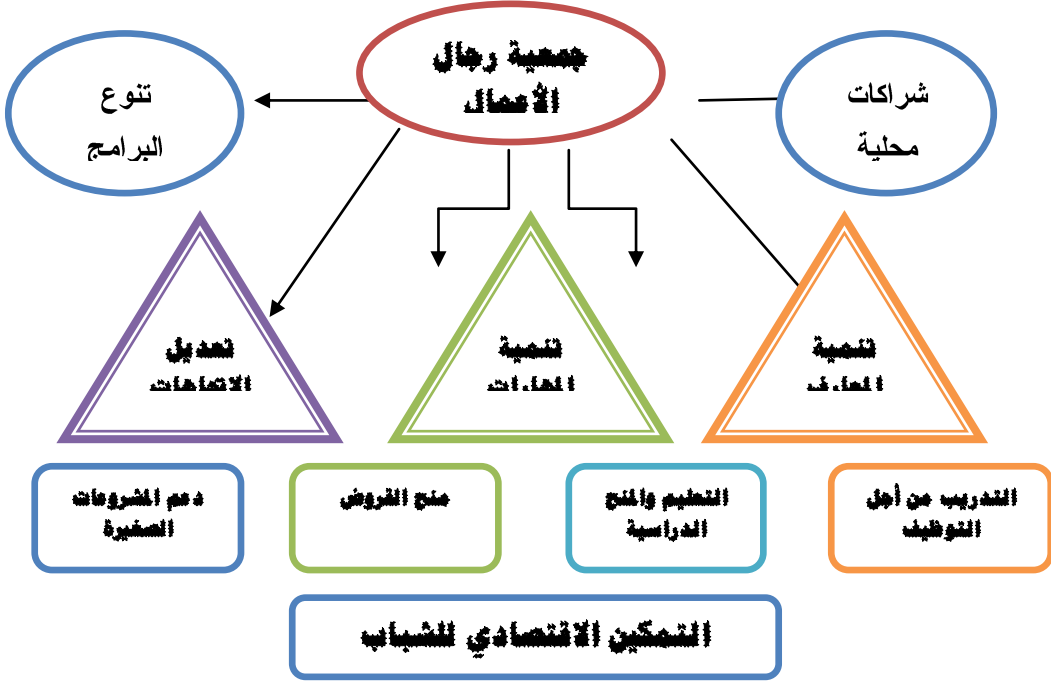 جمعية رجال
الأعمال
شراكات
محلية
تنوع
البرامج
تنمية
المعارف
تنمية
المهارات
تعديل
الاتجاهات
التدريب من أجل
التوظيف
التعليم والمنح
الدراسية
منح القروض
دعم المشروعات
الصغيرة
التمكين الاقتصادي للشباب